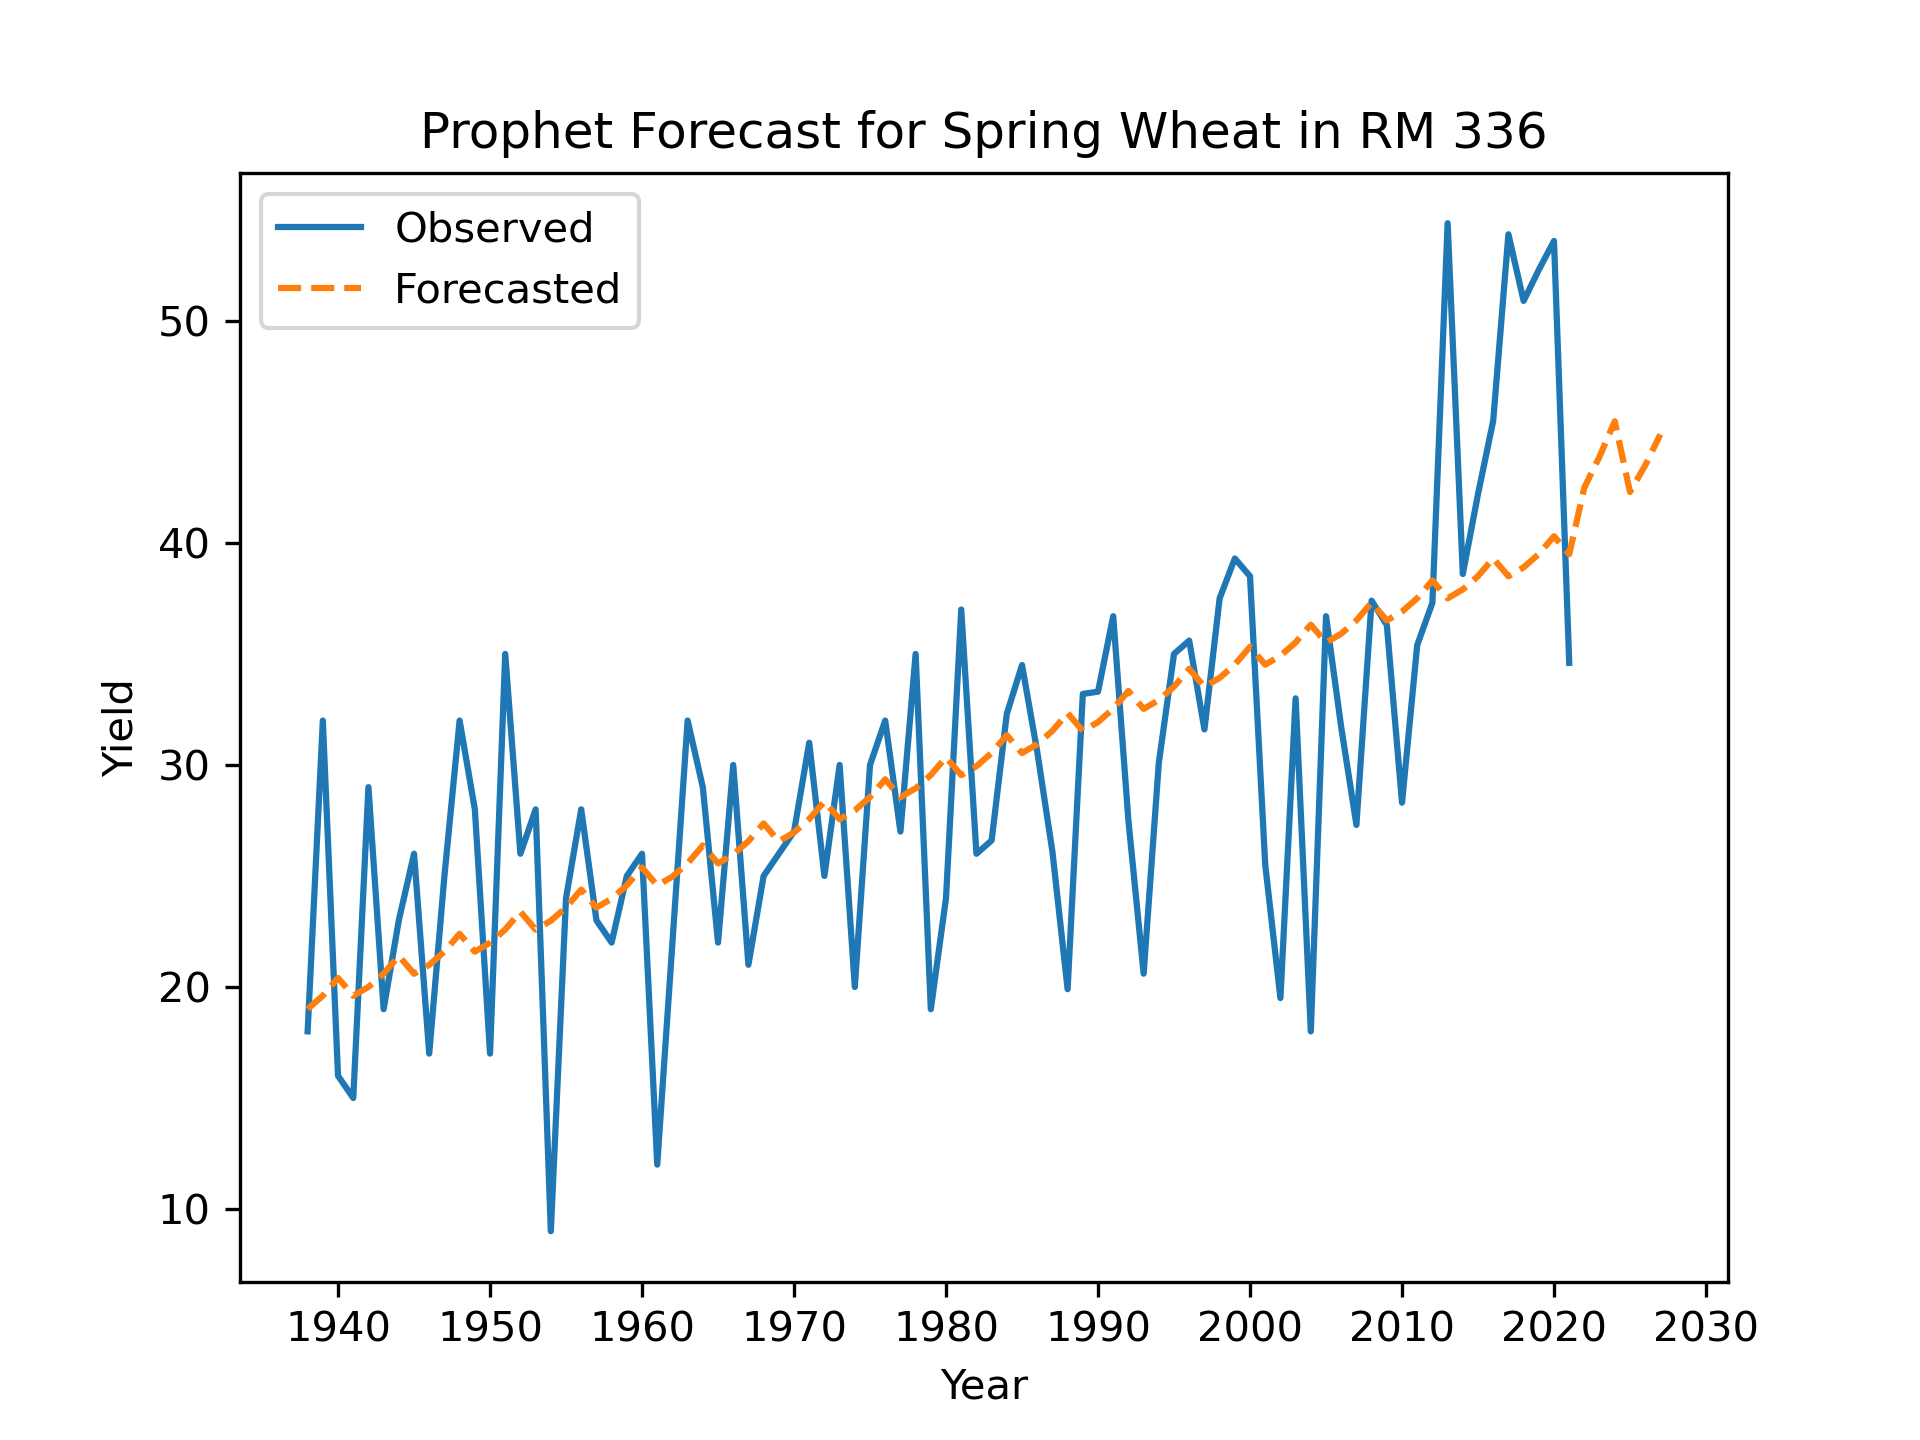 Prophet Forecast for Spring Wheat in RM 336
Observed
Forecasted
50
40
30
20
10
Yield
1940 1950 1960 1970 1980 1990 2000 2010 2020 2030
Year